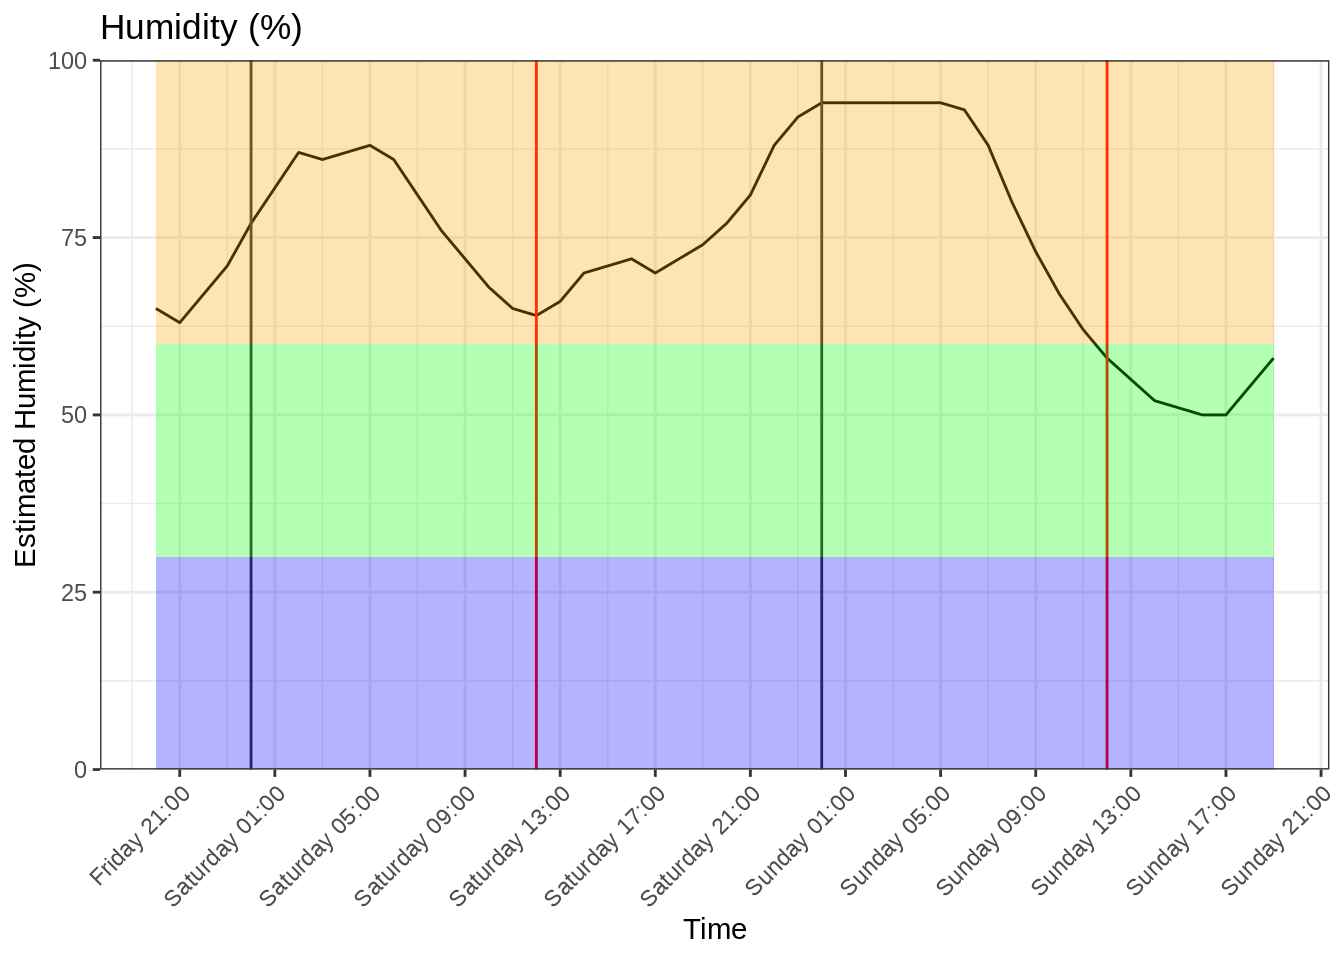 Humidity (%)
Estimated Humidity (%)
100
75
50
25
0
Friday 21:00
Saturday 01:00
Saturday 05:00
Saturday 09:00
Saturday 13:00
Saturday 17:00
Saturday 21:00
Sunday 01:00
Sunday 05:00
Sunday 09:00
Sunday 13:00
Sunday 17:00
Sunday 21:00
Time